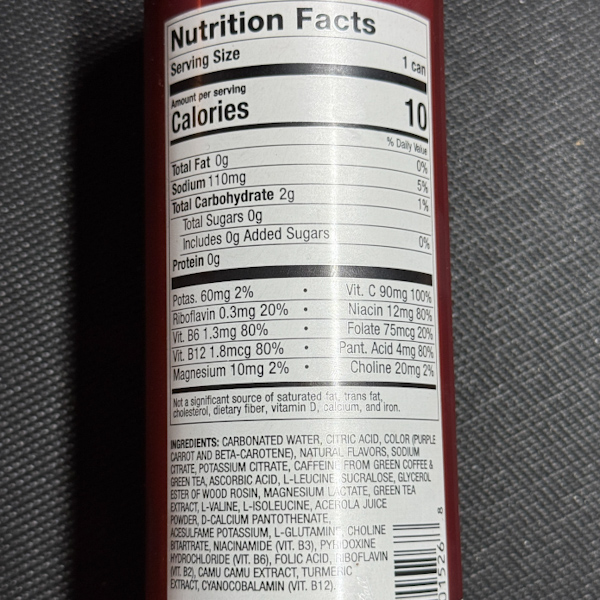 Nutrition Facts
Serving Size 1 can
Amount per serving
Calories 10
% Daily Value
Total Fat 0g 0%
Sodium 110mg 5%
Total Carbohydrate 2g 1%
Total Sugars 0g
Includes 0g Added Sugars 0%
Protein 0g
Potas. 60mg 2% • Vit. C 90mg 100%
Riboflavin 0.3mg 20% • Niacin 12mg 80%
Vit. B6 1.3mg 80% • Folate 75mcg 20%
Vit. B12 1.8mcg 80% • Pant. Acid 4mg 80%
Magnesium 10mg 2% • Choline 20mg 2%
Not a significant source of saturated fat, trans fat,
cholesterol, dietary fiber, vitamin D, calcium, and iron.
INGREDIENTS: CARBONATED WATER, CITRIC ACID, COLOR (PURPLE
CARROT AND BETA-CAROTENE), NATURAL FLAVORS, SODIUM
CITRATE, POTASSIUM CITRATE, CAFFEINE FROM GREEN COFFEE &
GREEN TEA, ASCORBIC ACID, L-LEUCINE, SUCRALOSE, GLYCEROL
ESTER OF WOOD ROSIN, MAGNESIUM LACTATE, GREEN TEA
EXTRACT, L-VALINE, L-ISOLEUCINE, ACEROLA JUICE
POWDER, D-CALCIUM PANTOTHENATE,
ACESULFAME POTASSIUM, L-GLUTAMINE, CHOLINE
BITARTRATE, NIACINAMIDE (VIT. B3), PYRIDOXINE
HYDROCHLORIDE (VIT. B6), FOLIC ACID, RIBOFLAVIN
(VIT. B2), CAMU CAMU EXTRACT, TURMERIC
EXTRACT, CYANOCOBALAMIN (VIT. B12).
01526 8